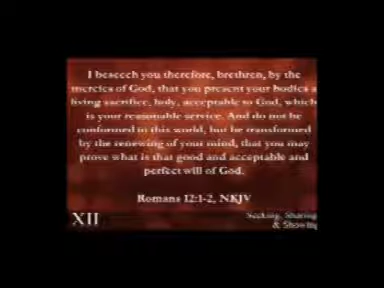 I beseech you therefore, brethren, by the
mercies of God, that you present your bodies a
living sacrifice, holy, acceptable to God, which
is your reasonable service. And do not be
conformed to this world, but be transformed
by the renewing of your mind, that you may
prove what is that good and acceptable and
perfect will of God.
Romans 12:1-2, NKJV
XII
Seeking, Sharing
& Showing